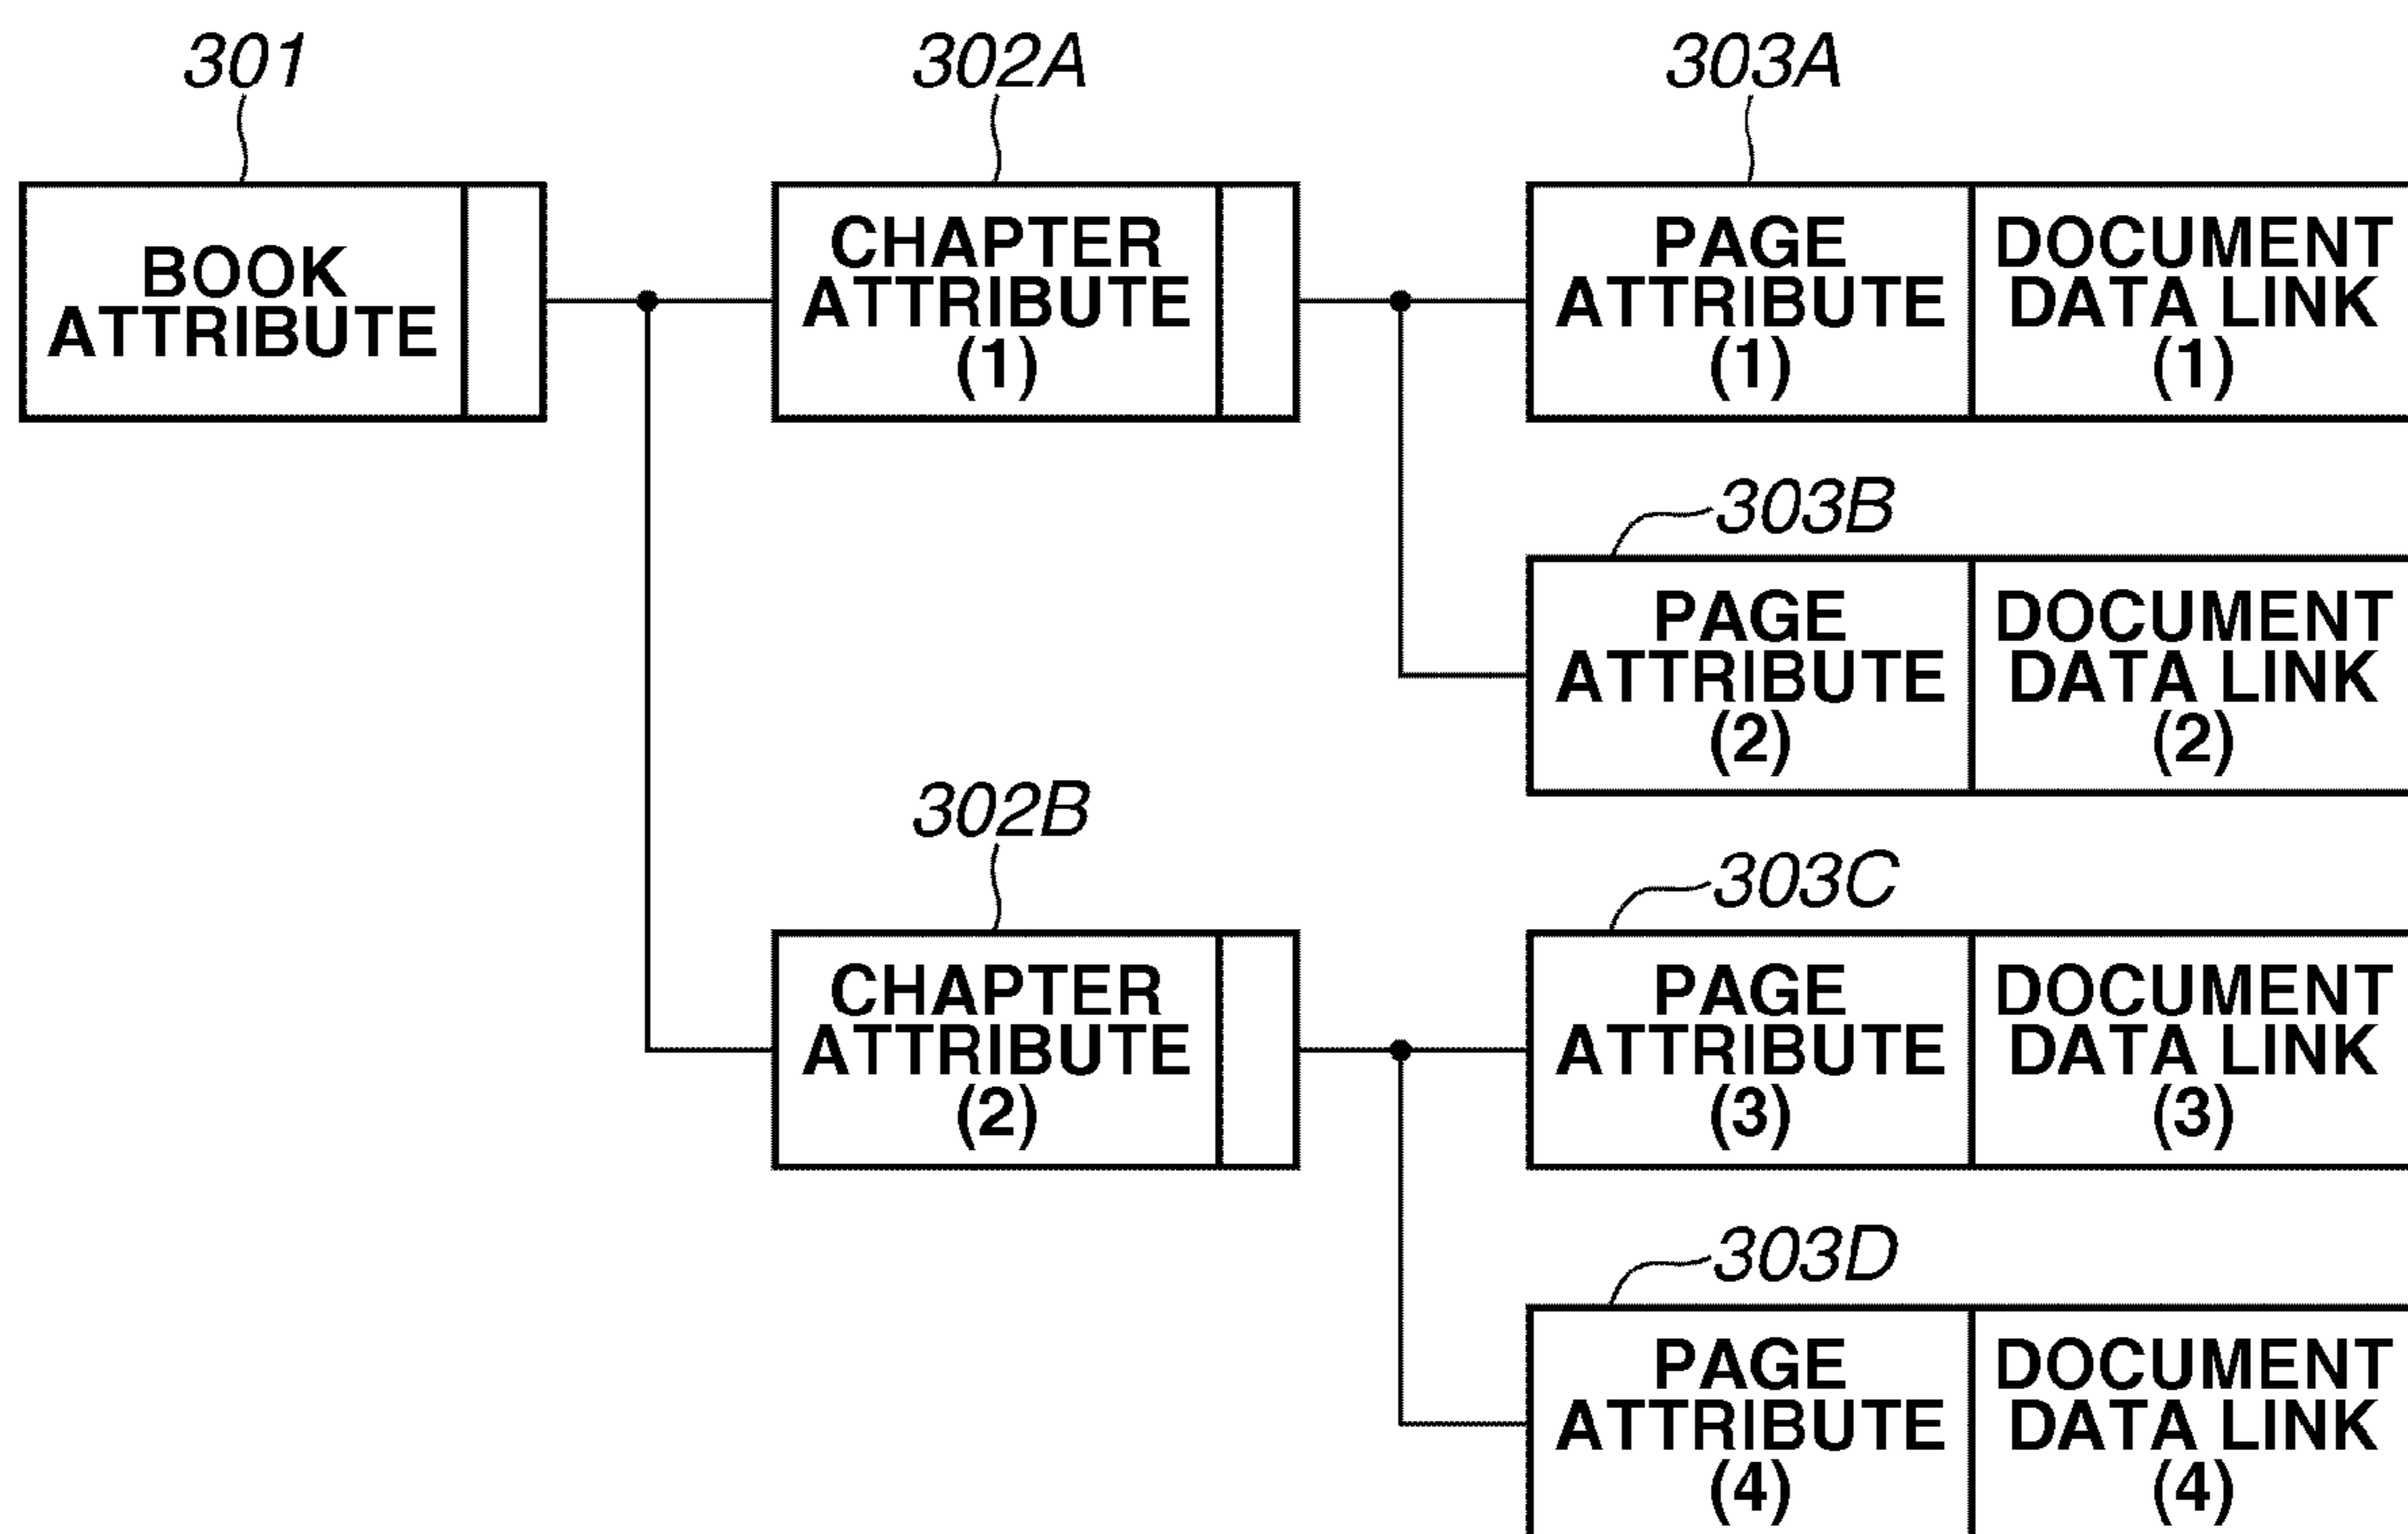 301
302A
303A
BOOK
ATTRIBUTE
CHAPTER
ATTRIBUTE
(1)
PAGE
ATTRIBUTE
(1)
DOCUMENT
DATA LINK
(1)
303B
PAGE
ATTRIBUTE
(2)
DOCUMENT
DATA LINK
(2)
302B
303C
CHAPTER
ATTRIBUTE
(2)
PAGE
ATTRIBUTE
(3)
DOCUMENT
DATA LINK
(3)
303D
PAGE
ATTRIBUTE
(4)
DOCUMENT
DATA LINK
(4)